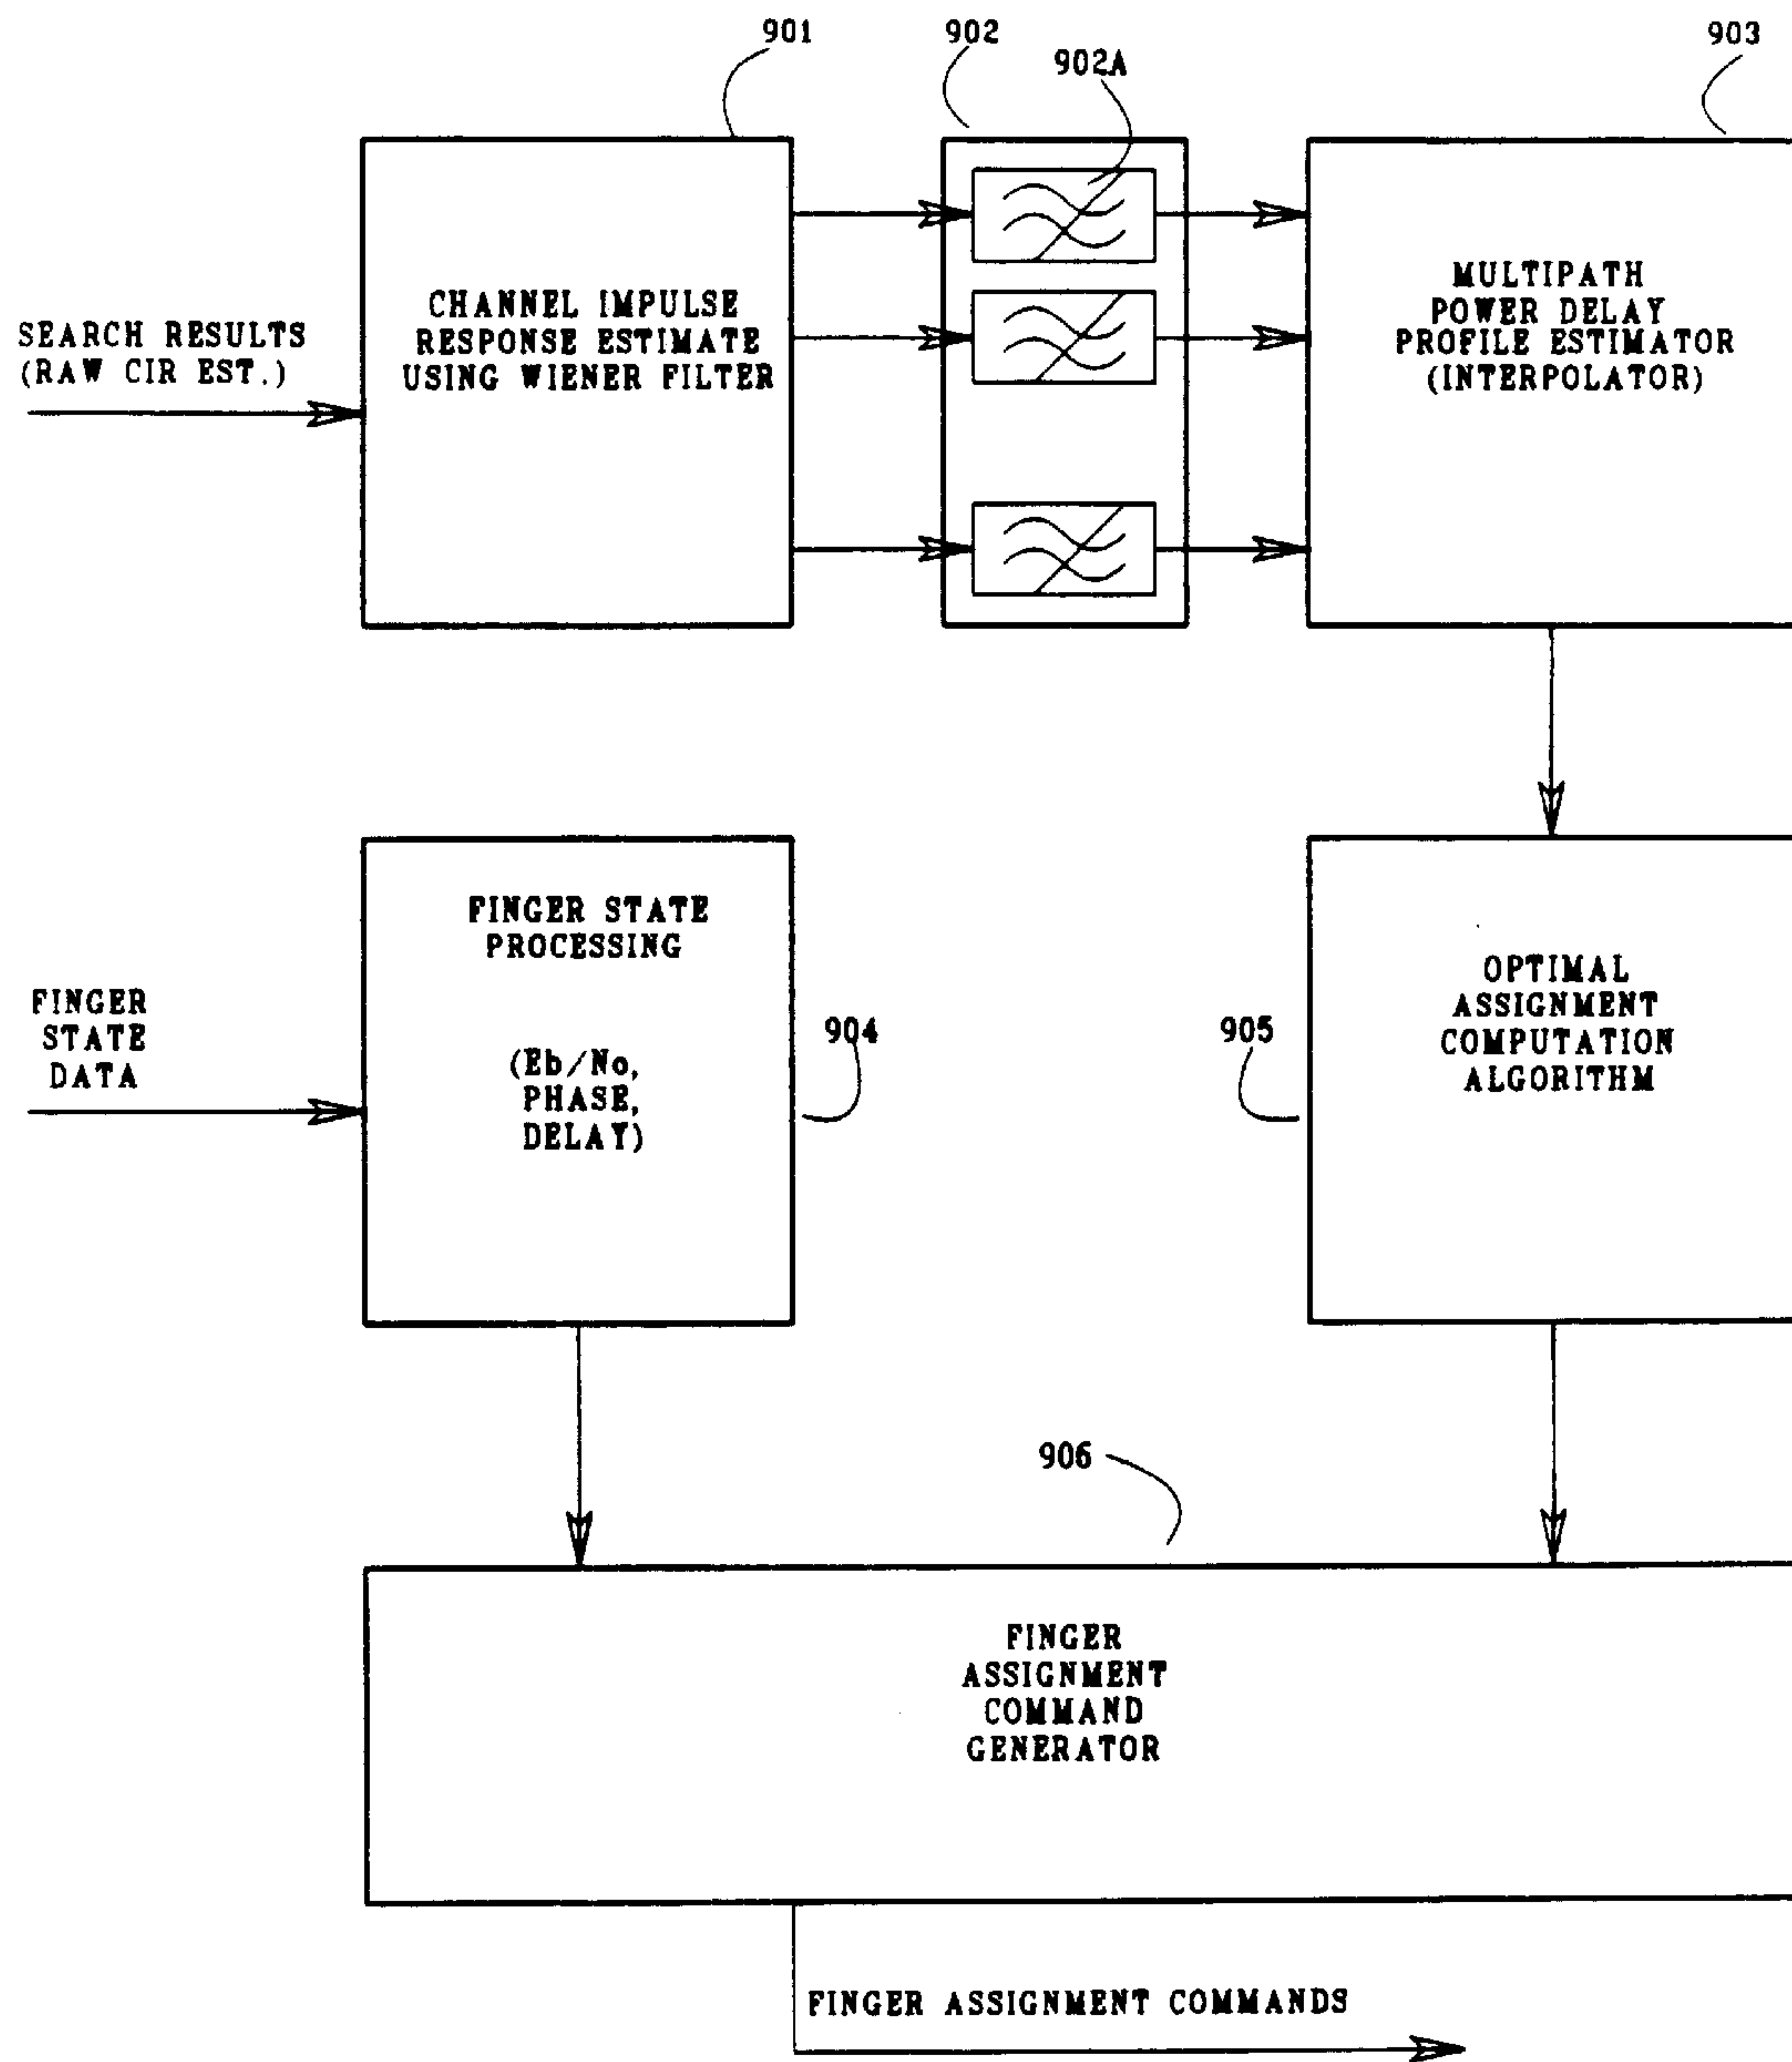 901
902
902A
903
SEARCH RESULTS
(RAW CIR EST.)
CHANNEL IMPULSE
RESPONSE ESTIMATE
USING WIENER FILTER
MULTIPATH
POWER DELAY
PROFILE ESTIMATOR
(INTERPOLATOR)
FINGER
STATE
DATA
FINGER STATE
PROCESSING
(Eb/No,
PHASE,
DELAY)
904
905
OPTIMAL
ASSIGNMENT
COMPUTATION
ALGORITHM
906
FINGER
ASSIGNMENT
COMMAND
GENERATOR
FINGER ASSIGNMENT COMMANDS